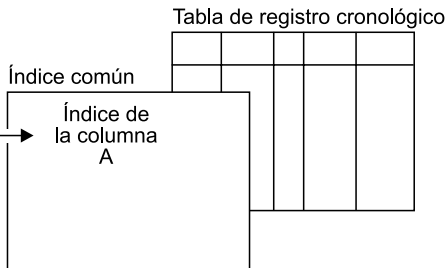 Tabla de registro cronológico
Índice común
Índice de
la columna
A